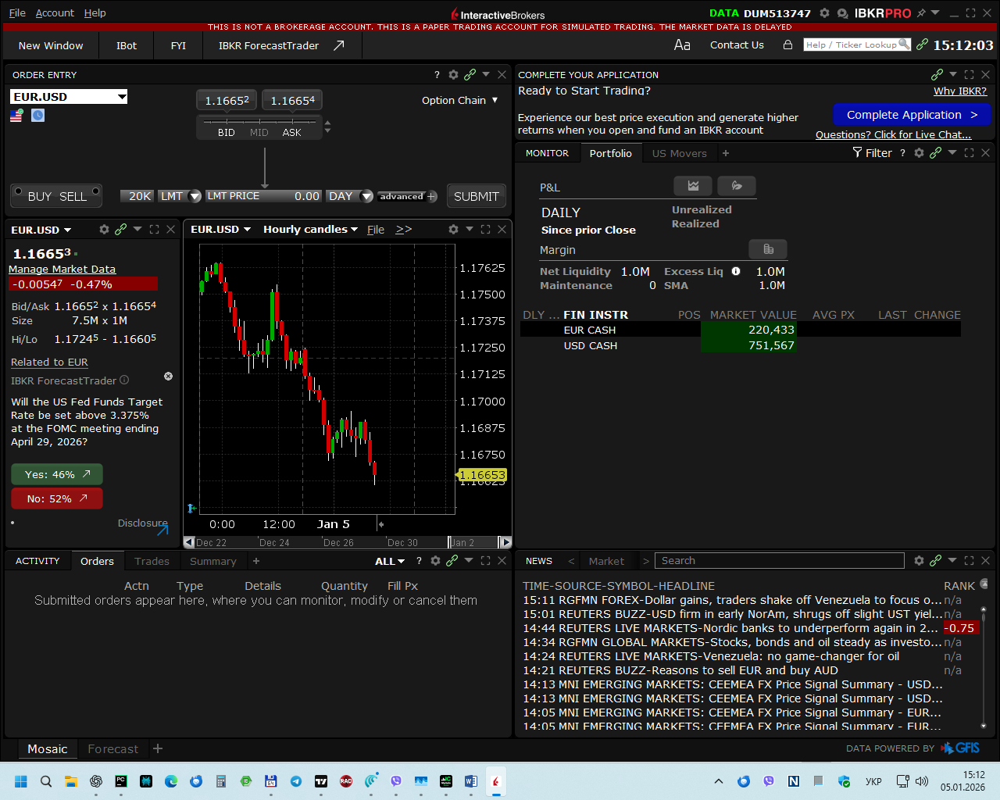 File Account Help
InteractiveBrokers
DATA DUM513747
IBKRPRO
THIS IS NOT A BROKERAGE ACCOUNT. THIS IS A PAPER TRADING ACCOUNT FOR SIMULATED TRADING. THE MARKET DATA IS DELAYED
New Window IBot FYI IBKR ForecastTrader
Aa Contact Us Help / Ticker Lookup 15:12:03
ORDER ENTRY ?
EUR.USD
1.16652 1.16654
Option Chain
BID MID ASK
BUY SELL 20K LMT LMT PRICE 0.00 DAY advanced + SUBMIT
COMPLETE YOUR APPLICATION
Ready to Start Trading? Why IBKR?
Experience our best price execution and generate higher
returns when you open and fund an IBKR account
Complete Application >
Questions? Click for Live Chat...
MONITOR Portfolio US Movers + Filter ?
P&L
DAILY Unrealized
Since prior Close Realized
Margin
Net Liquidity 1.0M Excess Liq 1.0M
Maintenance 0 SMA 1.0M
DLY ... FIN INSTR POS MARKET VALUE AVG PX LAST CHANGE
EUR CASH 220,433
USD CASH 751,567
EUR.USD
1.16653
Manage Market Data
-0.00547 -0.47%
Bid/Ask 1.16652 x 1.16654
Size 7.5M x 1M
Hi/Lo 1.17245 - 1.16605
Related to EUR
IBKR ForecastTrader
Will the US Fed Funds Target
Rate be set above 3.375%
at the FOMC meeting ending
April 29, 2026?
Yes: 46%
No: 52%
Disclosure
EUR.USD Hourly candles File >>
1.17625
1.17500
1.17375
1.17250
1.17125
1.17000
1.16875
1.16750
1.16653
1.16625
0:00 12:00 Jan 5
Dec 22 Dec 24 Dec 26 Dec 30 Jan 2
ACTIVITY Orders Trades Summary + ALL ?
Actn Type Details Quantity Fill Px
Submitted orders appear here, where you can monitor, modify or cancel them
NEWS < Market > Search
TIME-SOURCE-SYMBOL-HEADLINE RANK
15:11 RGFMN FOREX-Dollar gains, traders shake off Venezuela to focus o... n/a
15:01 REUTERS BUZZ-USD firm in early NorAm, shrugs off slight UST yiel... n/a
14:44 REUTERS LIVE MARKETS-Nordic banks to underperform again in 2... -0.75
14:34 RGFMN GLOBAL MARKETS-Stocks, bonds and oil steady as investo... n/a
14:24 REUTERS LIVE MARKETS-Venezuela: no game-changer for oil n/a
14:21 REUTERS BUZZ-Reasons to sell EUR and buy AUD n/a
14:13 MNI EMERGING MARKETS: CEEMEA FX Price Signal Summary - USD...
14:13 MNI EMERGING MARKETS: CEEMEA FX Price Signal Summary - USD...
14:05 MNI EMERGING MARKETS: CEEMEA FX Price Signal Summary - EUR...
14:05 MNI EMERGING MARKETS: CEEMEA FX Price Signal Summary - EUR...
Mosaic Forecast +
DATA POWERED BY GFIS
PC
64
RAD
N
УКР
15:12
05.01.2026